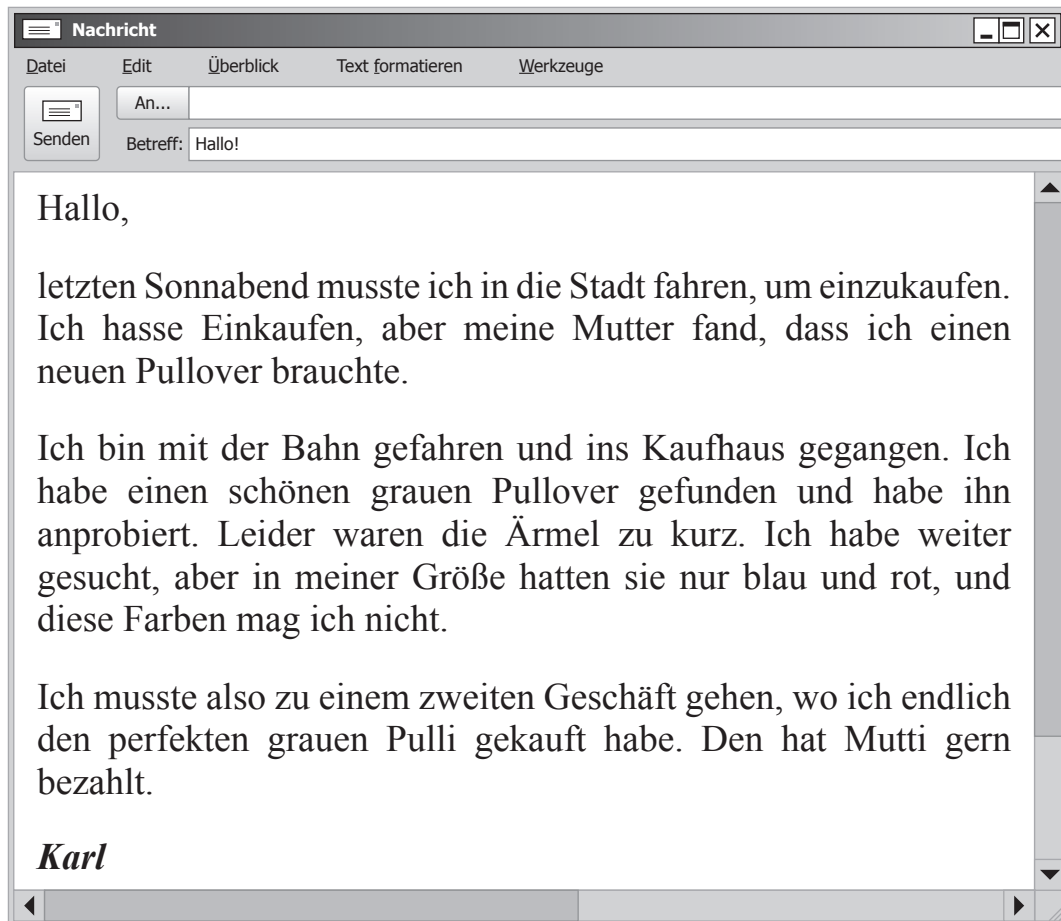 Nachricht
Datei Edit Überblick Text formatieren Werkzeuge
An...
Senden
Betreff: Hallo!
Hallo,
letzten Sonnabend musste ich in die Stadt fahren, um einzukaufen.
Ich hasse Einkaufen, aber meine Mutter fand, dass ich einen
neuen Pullover brauchte.
Ich bin mit der Bahn gefahren und ins Kaufhaus gegangen. Ich
habe einen schönen grauen Pullover gefunden und habe ihn
anprobiert. Leider waren die Ärmel zu kurz. Ich habe weiter
gesucht, aber in meiner Größe hatten sie nur blau und rot, und
diese Farben mag ich nicht.
Ich musste also zu einem zweiten Geschäft gehen, wo ich endlich
den perfekten grauen Pulli gekauft habe. Den hat Mutti gern
bezahlt.
Karl